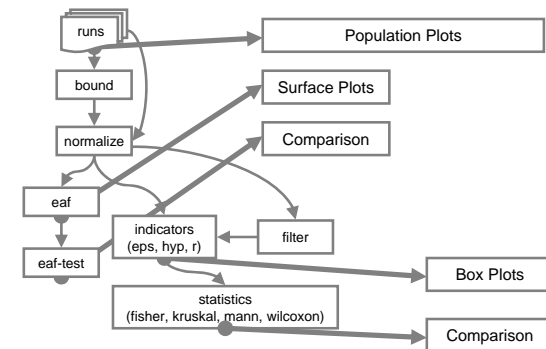 runs
Population Plots
bound
Surface Plots
normalize
Comparison
eaf
indicators
(eps, hyp, r)
filter
eaf-test
Box Plots
statistics
(fisher, kruskal, mann, wilcoxon)
Comparison